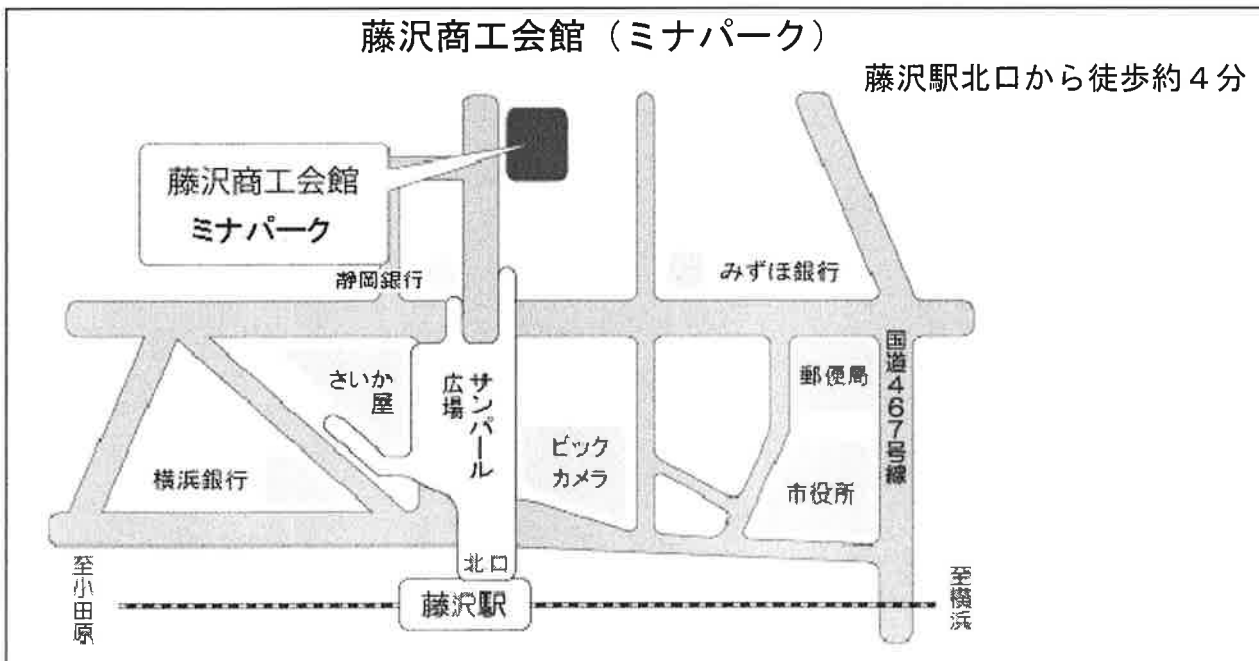 藤沢商工会館（ミナパーク）
藤沢駅北口から徒歩約４分
藤沢商工会館
ミナパーク
静岡銀行
みずほ銀行
さいか
屋
サンパール
広場
郵便局
国道４６７号線
ビック
カメラ
横浜銀行
市役所
北口
至小田原
藤沢駅
至横浜